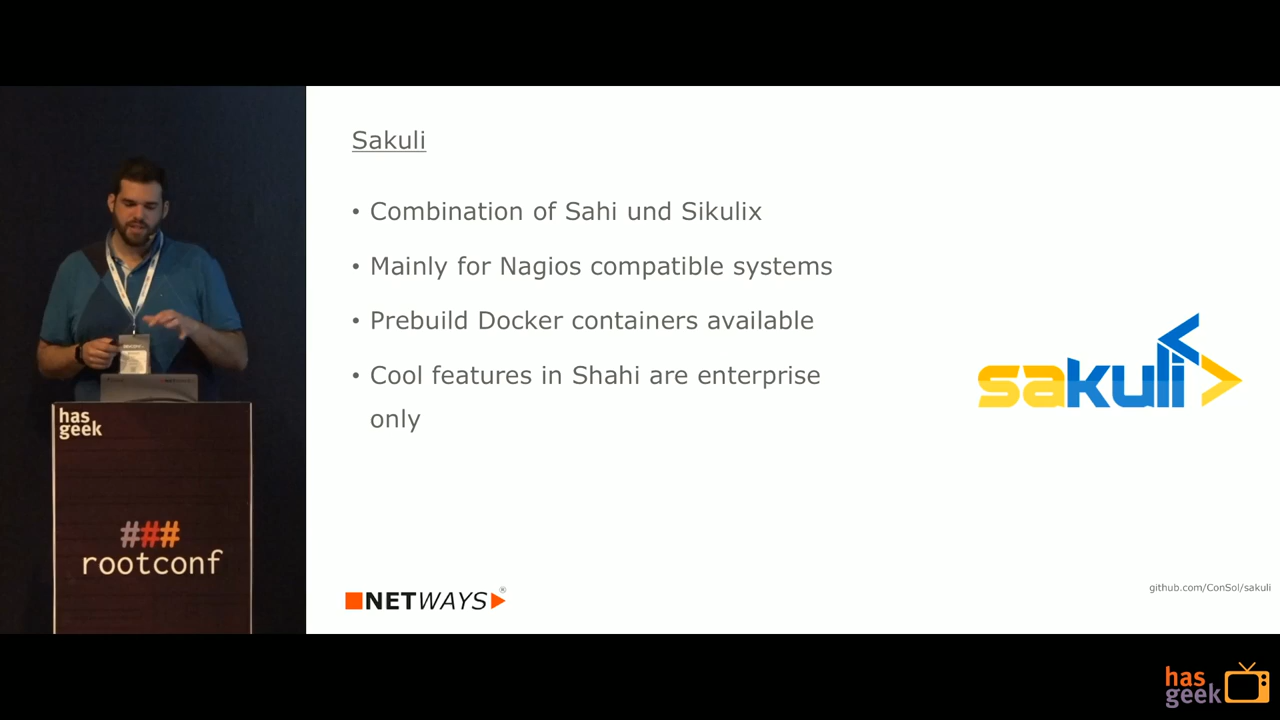 Sakuli
• Combination of Sahi und Sikulix
• Mainly for Nagios compatible systems
• Prebuild Docker containers available
• Cool features in Shahi are enterprise
only
sakuli
github.com/ConSol/sakuli
NETWAYS®
has
geek
###
rootconf
has
geek